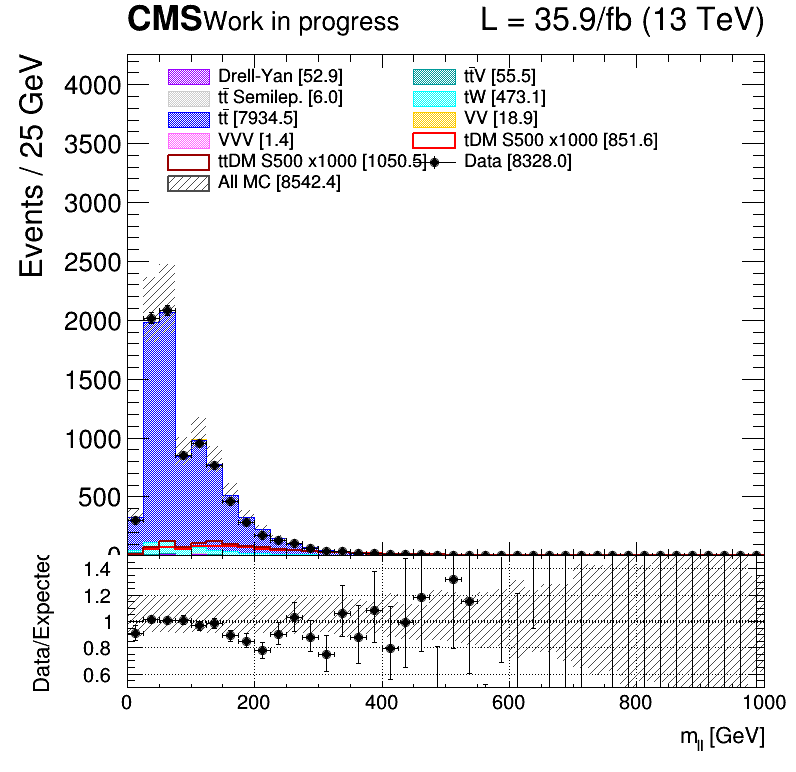 CMS Work in progress L = 35.9/fb (13 TeV)
Events / 25 GeV
4000
3500
3000
2500
2000
1500
1000
500
0
Drell-Yan [52.9]
tt̄ Semilep. [6.0]
tt̄ [7934.5]
VVV [1.4]
ttDM S500 x1000 [1050.5]
All MC [8542.4]
tt̄V [55.5]
tW [473.1]
VV [18.9]
tDM S500 x1000 [851.6]
Data [8328.0]
Data/Expected
1.4
1.2
1
0.8
0.6
0 200 400 600 800 1000
m_ll [GeV]